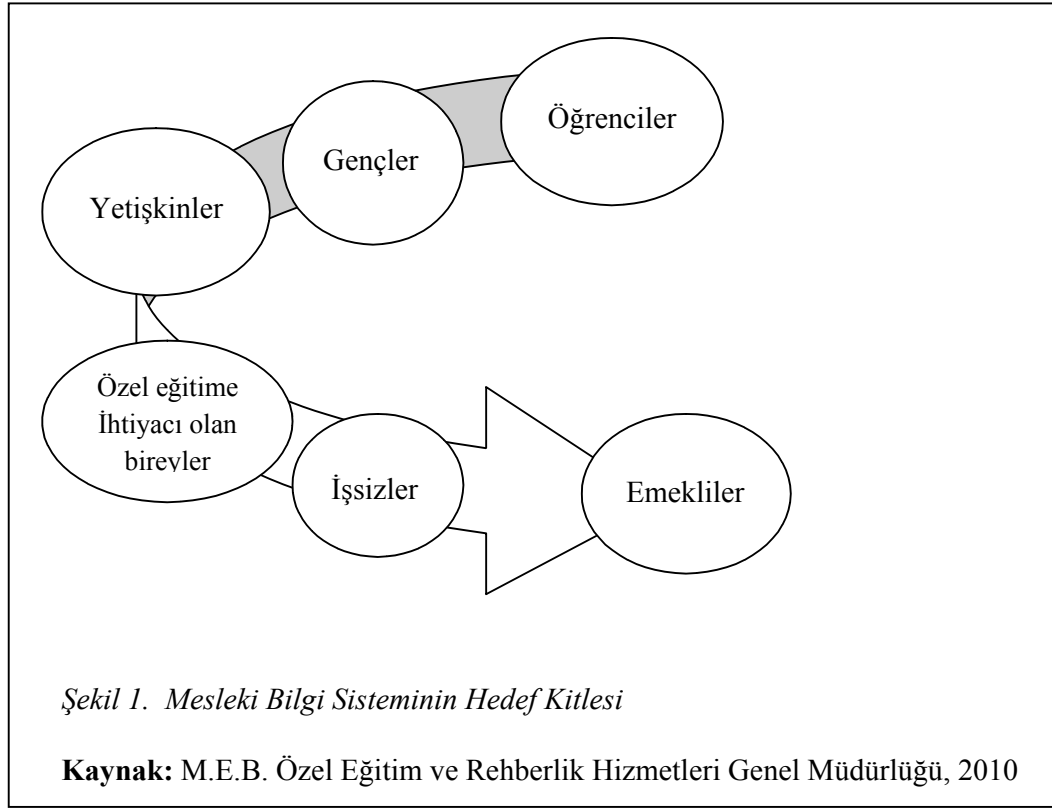 Öğrenciler
Gençler
Yetişkinler
Özel eğitime
İhtiyacı olan
bireyler
İşsizler
Emekliler
Şekil 1. Mesleki Bilgi Sisteminin Hedef Kitlesi
Kaynak: M.E.B. Özel Eğitim ve Rehberlik Hizmetleri Genel Müdürlüğü, 2010